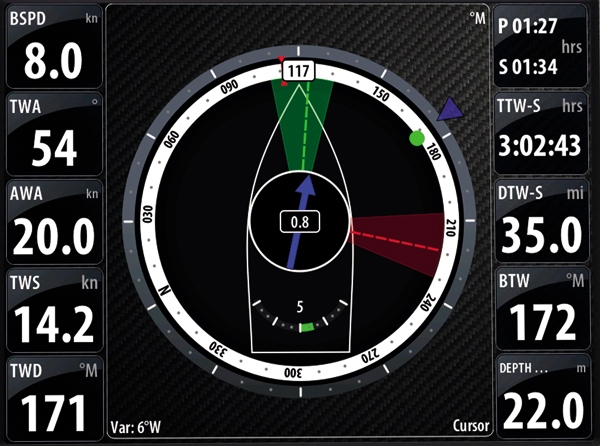 BSPD kn
8.0
TWA °
54
AWA kn
20.0
TWS kn
14.2
TWD °M
171
°M
117
090
150
060
180
030
210
N
240
330
270
300
0.8
5
Var: 6°W
Cursor
P 01:27
hrs
S 01:34
TTW-S hrs
3:02:43
DTW-S mi
35.0
BTW °M
172
DEPTH ... m
22.0